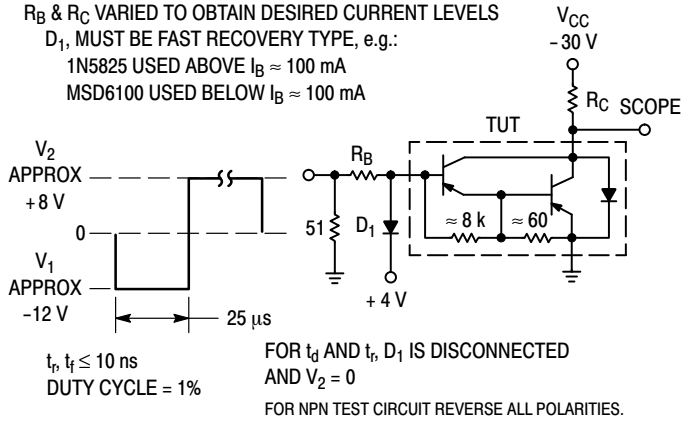 R_B & R_C VARIED TO OBTAIN DESIRED CURRENT LEVELS
D_1, MUST BE FAST RECOVERY TYPE, e.g.:
1N5825 USED ABOVE I_B ≈ 100 mA
MSD6100 USED BELOW I_B ≈ 100 mA
V_CC
- 30 V
R_C SCOPE
TUT
V_2
APPROX
+8 V
R_B
0
51
D_1
≈ 8 k
≈ 60
V_1
APPROX
-12 V
+ 4 V
25 μs
t_r, t_f ≤ 10 ns
DUTY CYCLE = 1%
FOR t_d AND t_r, D_1 IS DISCONNECTED
AND V_2 = 0
FOR NPN TEST CIRCUIT REVERSE ALL POLARITIES.